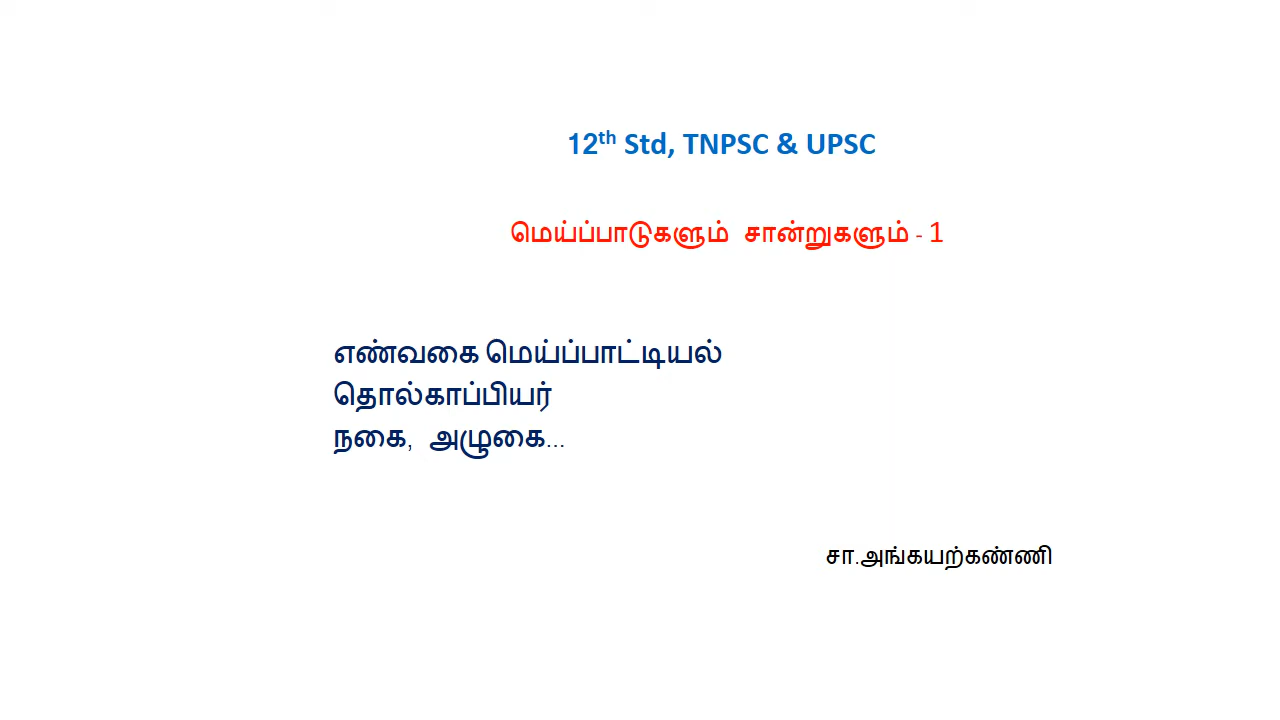 12th Std, TNPSC & UPSC
மெய்ப்பாடுகளும் சான்றுகளும் - 1
எண்வகை மெய்ப்பாட்டியல்
தொல்காப்பியர்
நகை, அழுகை...
சா.அங்கயற்கண்ணி